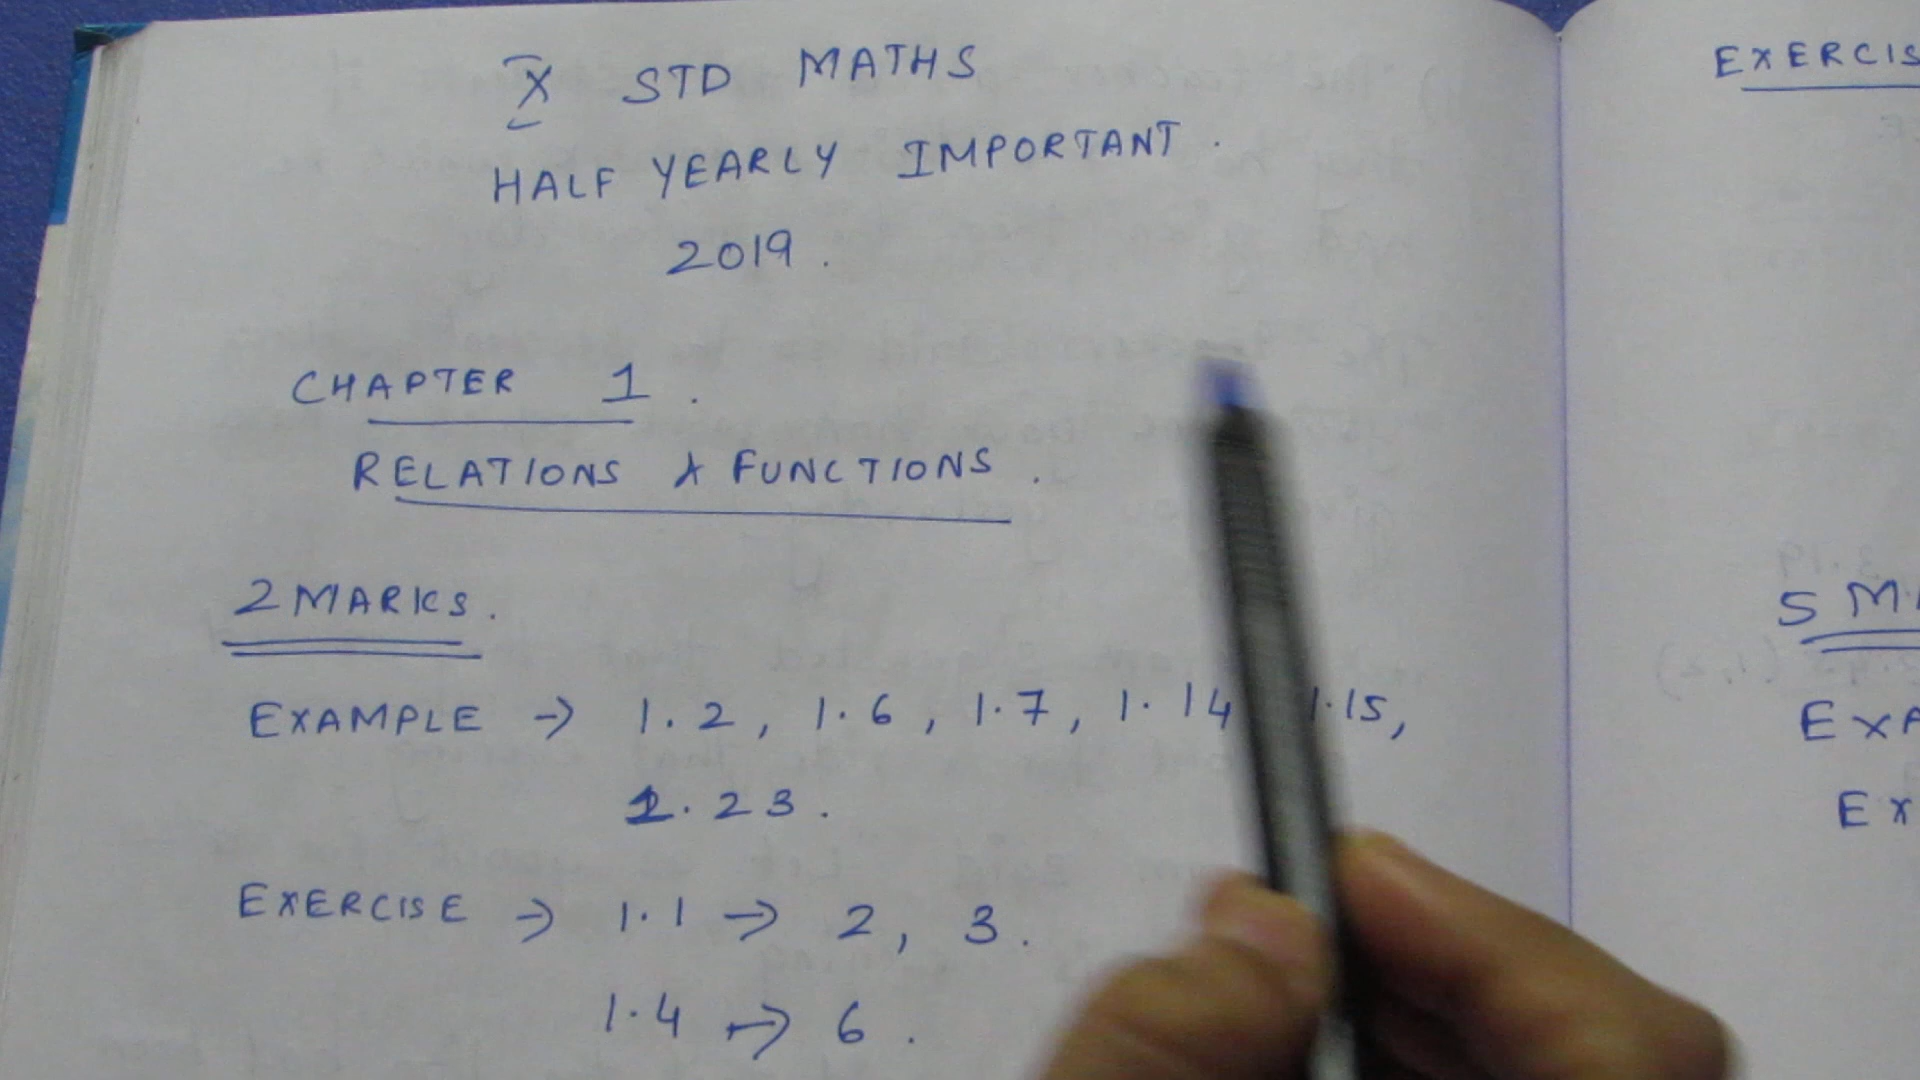 X STD MATHS
HALF YEARLY IMPORTANT.
2019.
CHAPTER 1.
RELATIONS & FUNCTIONS.
2 MARKS.
EXAMPLE → 1.2, 1.6, 1.7, 1.14 1.15,
1.23.
EXERCISE → 1.1 → 2, 3.
1.4 → 6.
EXERCIS
5 M
EXA
EX